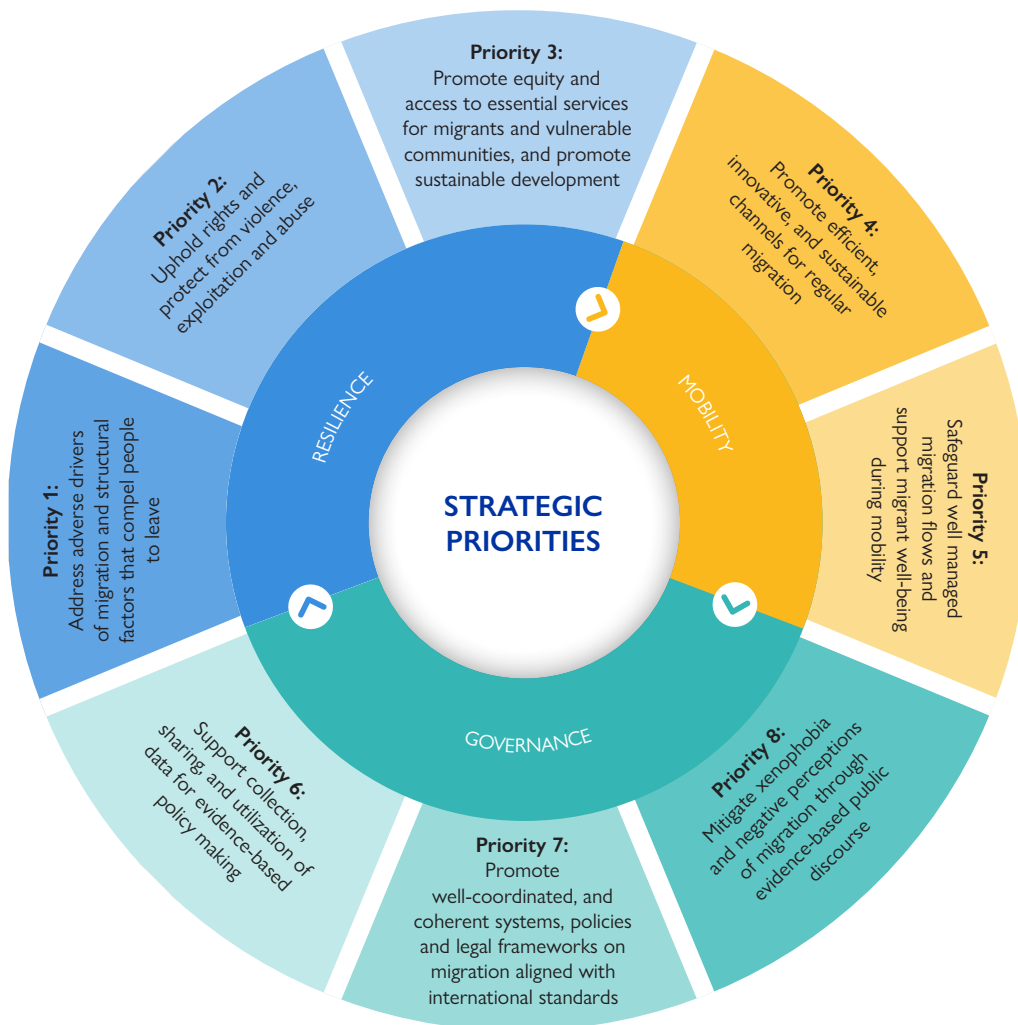 STRATEGIC
PRIORITIES
RESILIENCE
MOBILITY
GOVERNANCE
Priority 1:
Address adverse drivers
of migration and structural
factors that compel people
to leave
Priority 2:
Uphold rights and
protect from violence,
exploitation and abuse
Priority 3:
Promote equity and
access to essential services
for migrants and vulnerable
communities, and promote
sustainable development
Priority 4:
Promote efficient,
innovative, and sustainable
channels for regular
migration
Priority 5:
Safeguard well managed
migration flows and
support migrant well-being
during mobility
Priority 6:
Support collection,
sharing, and utilization of
data for evidence-based
policy making
Priority 7:
Promote
well-coordinated, and
coherent systems, policies
and legal frameworks on
migration aligned with
international standards
Priority 8:
Mitigate xenophobia
and negative perceptions
of migration through
evidence-based public
discourse